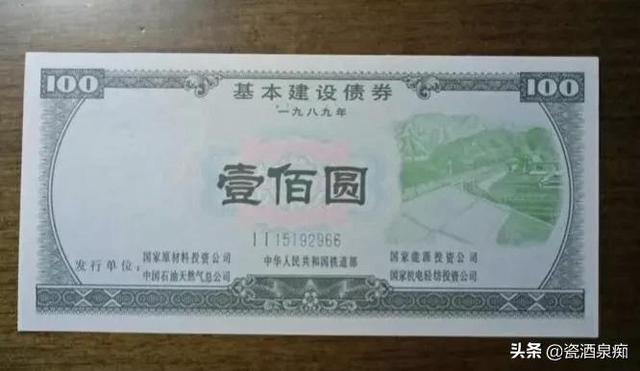 100
100
基本建设债券
一九八九年
壹佰圆
II15192966
发行单位：
国家原材料投资公司
中国石油天然气总公司
中华人民共和国铁道部
国家能源投资公司
国家机电轻纺投资公司
100
100
头条 @瓷酒泉痴